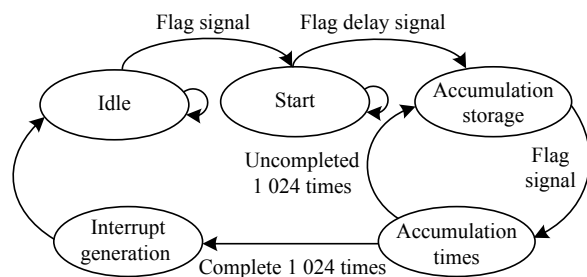 Flag signal
Flag delay signal
Idle
Start
Accumulation
storage
Uncompleted
1 024 times
Flag
signal
Interrupt
generation
Accumulation
times
Complete 1 024 times